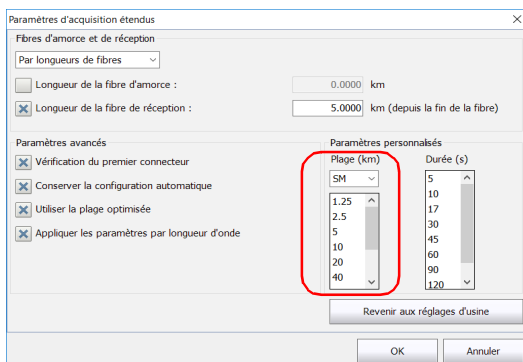 Paramètres d'acquisition étendus
Fibres d'amorce et de réception
Par longueurs de fibres
Longueur de la fibre d'amorce :
0.0000 km
Longueur de la fibre de réception :
5.0000 km (depuis la fin de la fibre)
Paramètres avancés
Vérification du premier connecteur
Conserver la configuration automatique
Utiliser la plage optimisée
Appliquer les paramètres par longueur d'onde
Paramètres personnalisés
Plage (km)
SM
1.25
2.5
5
10
20
40
Durée (s)
5
10
17
30
45
60
90
120
Revenir aux réglages d'usine
OK
Annuler